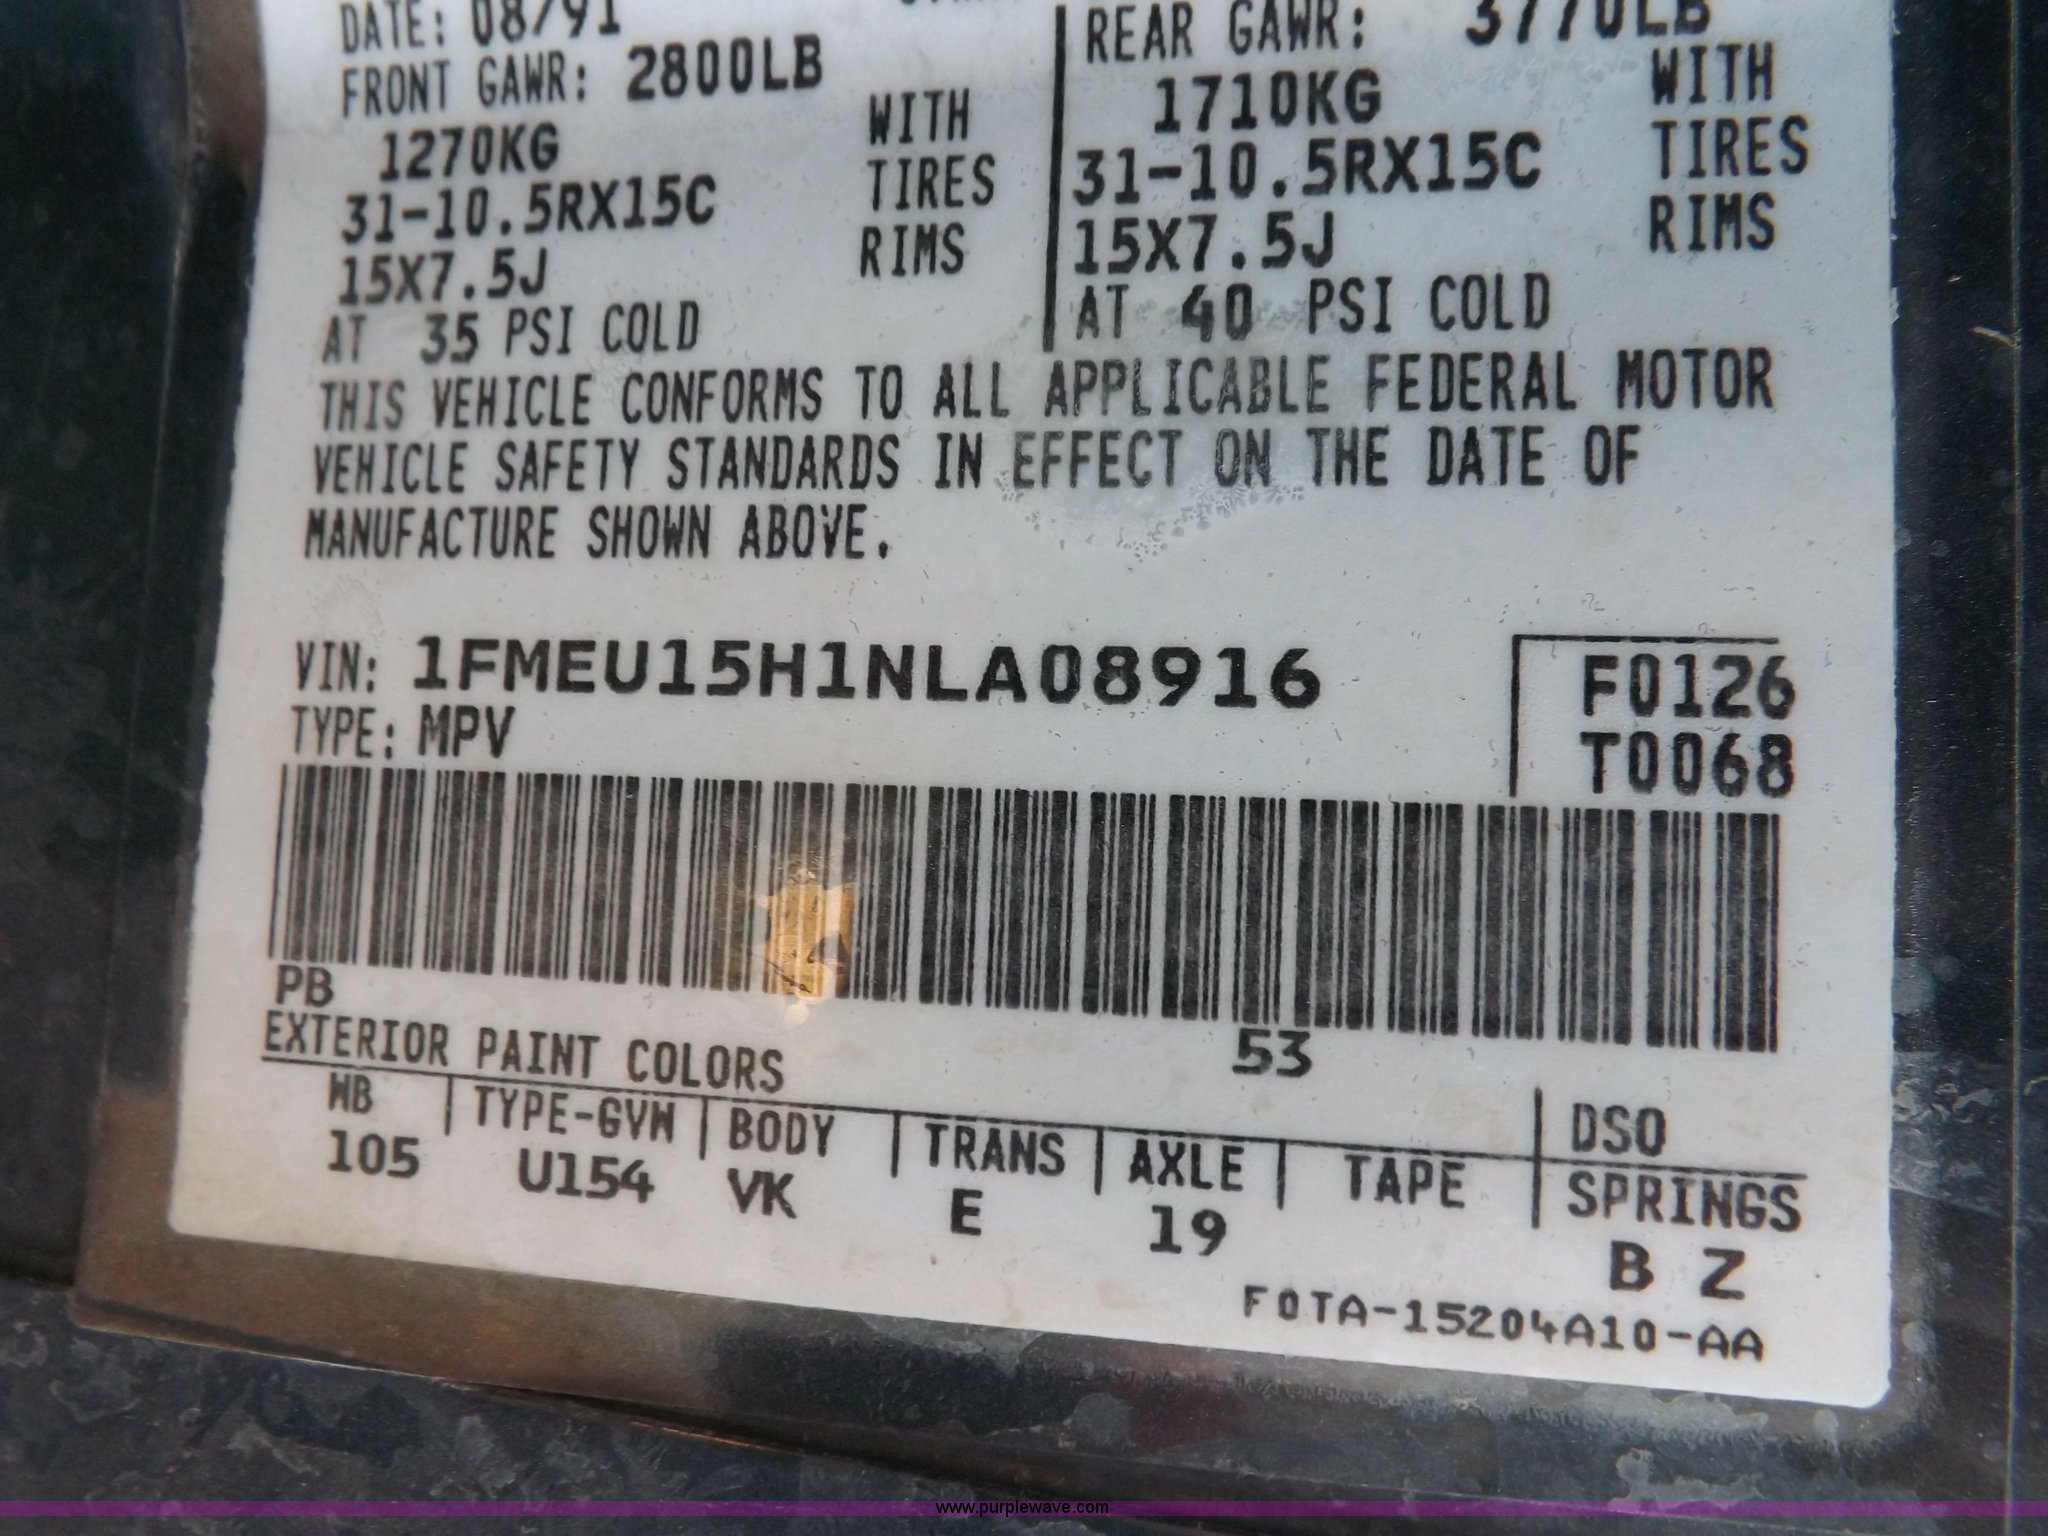 DATE: 08/91
FRONT GAWR: 2800LB
1270KG WITH
31-10.5RX15C TIRES
15X7.5J RIMS
AT 35 PSI COLD
REAR GAWR: 3770LB
1710KG WITH
31-10.5RX15C TIRES
15X7.5J RIMS
AT 40 PSI COLD
THIS VEHICLE CONFORMS TO ALL APPLICABLE FEDERAL MOTOR
VEHICLE SAFETY STANDARDS IN EFFECT ON THE DATE OF
MANUFACTURE SHOWN ABOVE.
VIN: 1FMEU15H1NLA08916
TYPE: MPV
F0126
T0068
PB
EXTERIOR PAINT COLORS 53
WB TYPE-GVW BODY TRANS AXLE TAPE DSO
SPRINGS
105 U154 VK E 19 B Z
F0TA-15204A10-AA
www.purplewave.com